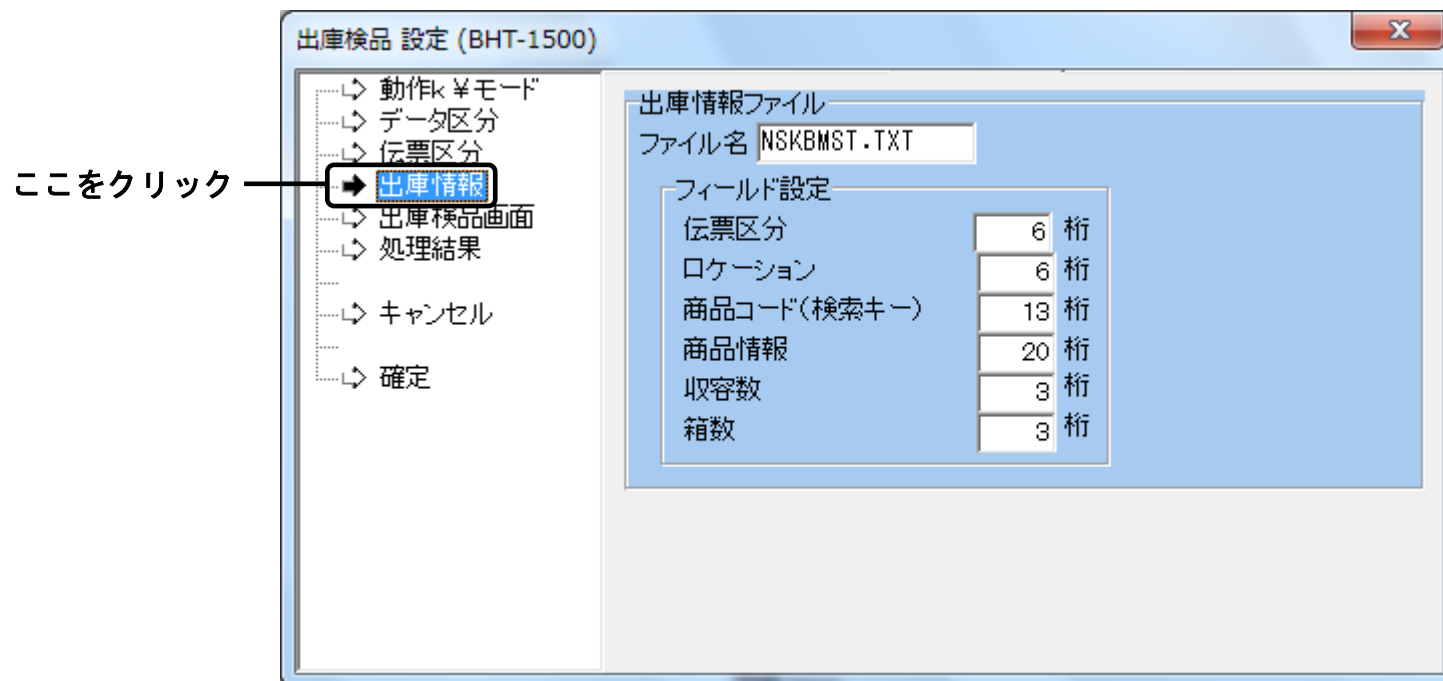 出庫検品 設定 (BHT-1500)
x
動作k¥モード
データ区分
伝票区分
出庫情報
出庫検品画面
処理結果
キャンセル
確定
ここをクリック
出庫情報ファイル
ファイル名 NSKBMST.TXT
フィールド設定
伝票区分 6 桁
ロケーション 6 桁
商品コード(検索キー) 13 桁
商品情報 20 桁
収容数 3 桁
箱数 3 桁